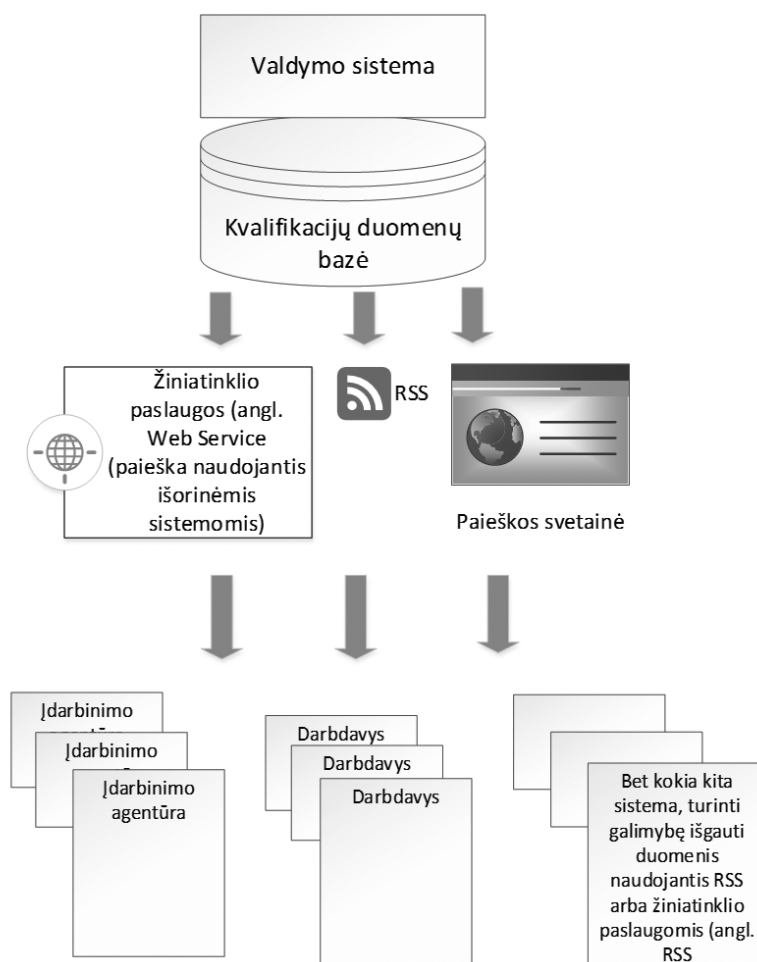 Valdymo sistema
Kvalifikacijų duomenų
bazė
Žiniatinklio
paslaugos (angl.
Web Service
(paieška naudojantis
išorinėmis
sistemomis)
RSS
Paieškos svetainė
Įdarbinimo
agentūra
Įdarbinimo
Įdarbinimo
agentūra
Darbdavys
Darbdavys
Darbdavys
Bet kokia kita
sistema, turinti
galimybę išgauti
duomenis
naudojantis RSS
arba žiniatinklio
paslaugomis (angl.
RSS